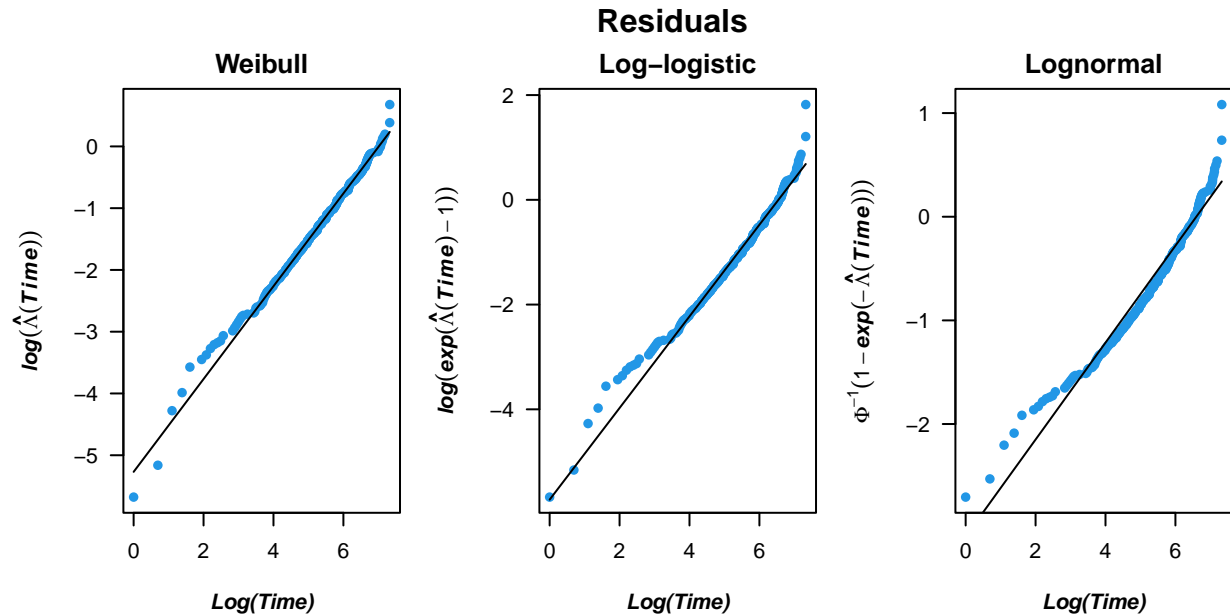 Residuals
Weibull
log(Λ̂(Time))
0
−1
−2
−3
−4
−5
0 2 4 6
Log(Time)
Log−logistic
log(exp(Λ̂(Time)−1))
2
0
−2
−4
0 2 4 6
Log(Time)
Lognormal
Φ⁻¹(1−exp(−Λ̂(Time)))
1
0
−1
−2
0 2 4 6
Log(Time)